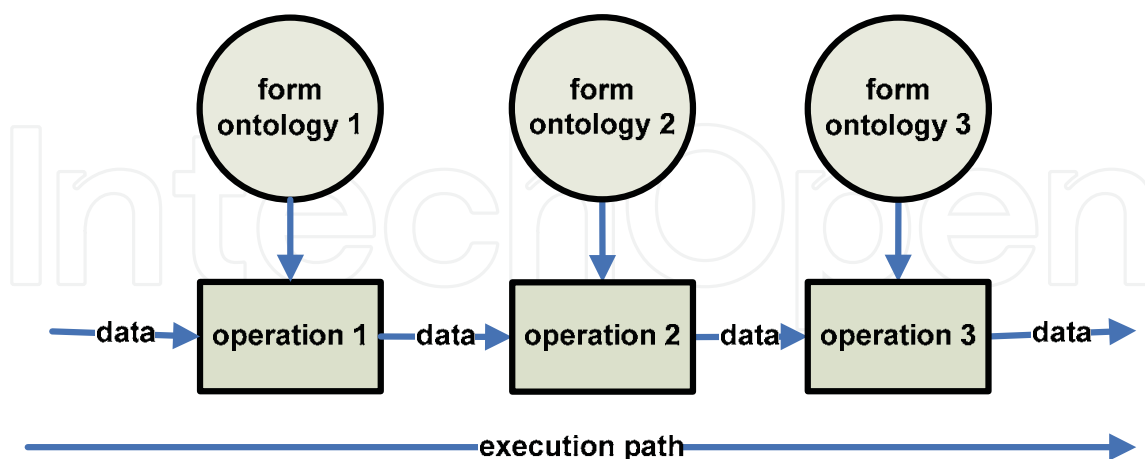 form
ontology 1
form
ontology 2
form
ontology 3
IntechOpen
data
operation 1
data
operation 2
data
operation 3
data
execution path